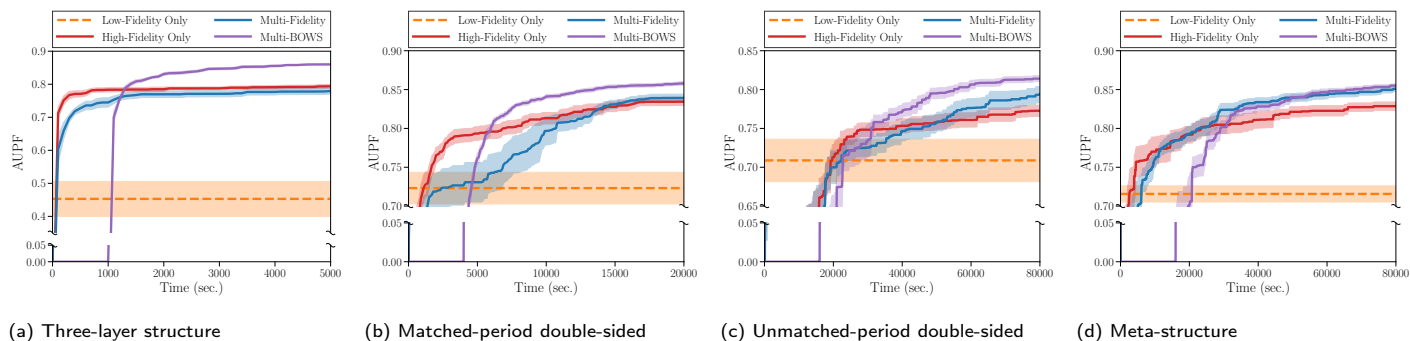 Low-Fidelity Only
High-Fidelity Only
Multi-Fidelity
Multi-BOWS
AUPF
0.9
0.8
0.7
0.6
0.5
0.4
0.05
0.00
0 1000 2000 3000 4000 5000
Time (sec.)
(a) Three-layer structure
Low-Fidelity Only
High-Fidelity Only
Multi-Fidelity
Multi-BOWS
AUPF
0.90
0.85
0.80
0.75
0.70
0.05
0.00
0 5000 10000 15000 20000
Time (sec.)
(b) Matched-period double-sided
Low-Fidelity Only
High-Fidelity Only
Multi-Fidelity
Multi-BOWS
AUPF
0.85
0.80
0.75
0.70
0.65
0.05
0.00
0 20000 40000 60000 80000
Time (sec.)
(c) Unmatched-period double-sided
Low-Fidelity Only
High-Fidelity Only
Multi-Fidelity
Multi-BOWS
AUPF
0.90
0.85
0.80
0.75
0.70
0.05
0.00
0 20000 40000 60000 80000
Time (sec.)
(d) Meta-structure